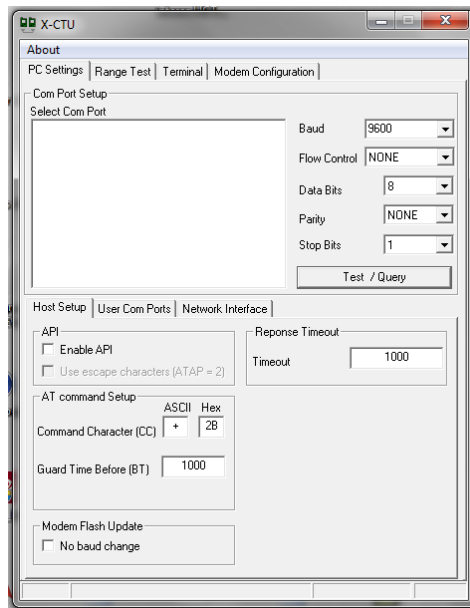 X-CTU
About
PC Settings Range Test Terminal Modem Configuration
Com Port Setup
Select Com Port
Baud 9600
Flow Control NONE
Data Bits 8
Parity NONE
Stop Bits 1
Test / Query
Host Setup User Com Ports Network Interface
API
Enable API
Use escape characters (ATAP = 2)
Reponse Timeout
Timeout 1000
AT command Setup
ASCII Hex
Command Character (CC) + 2B
Guard Time Before (BT) 1000
Modem Flash Update
No baud change